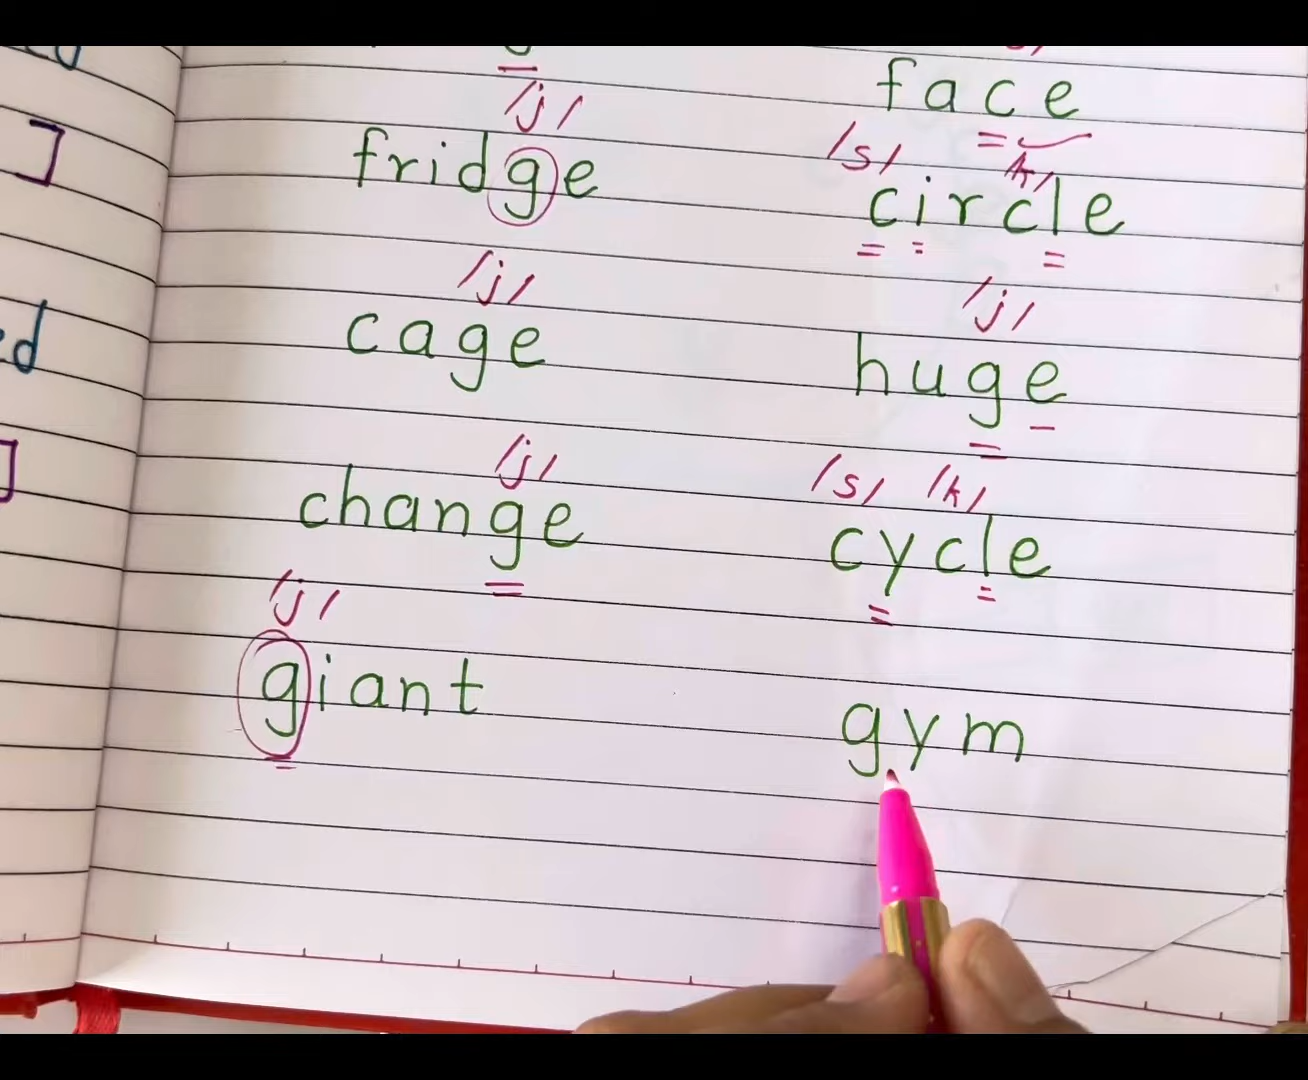 /j/
fridge
cage
/j/
change
/j/
giant
/j/
face
/s/ /k/
circle
/j/
huge
/s/ /k/
cycle
gym